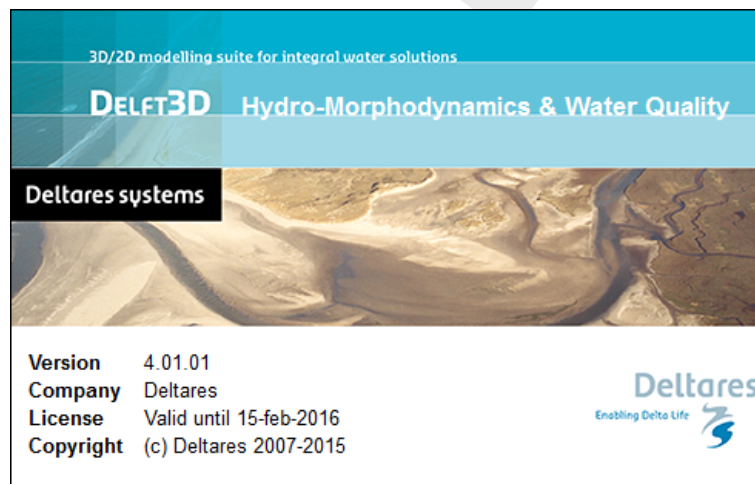 3D/2D modelling suite for integral water solutions
DELFT3D Hydro-Morphodynamics & Water Quality
Deltares systems
Version 4.01.01
Company Deltares
License Valid until 15-feb-2016
Copyright (c) Deltares 2007-2015
Deltares
Enabling Delta Life